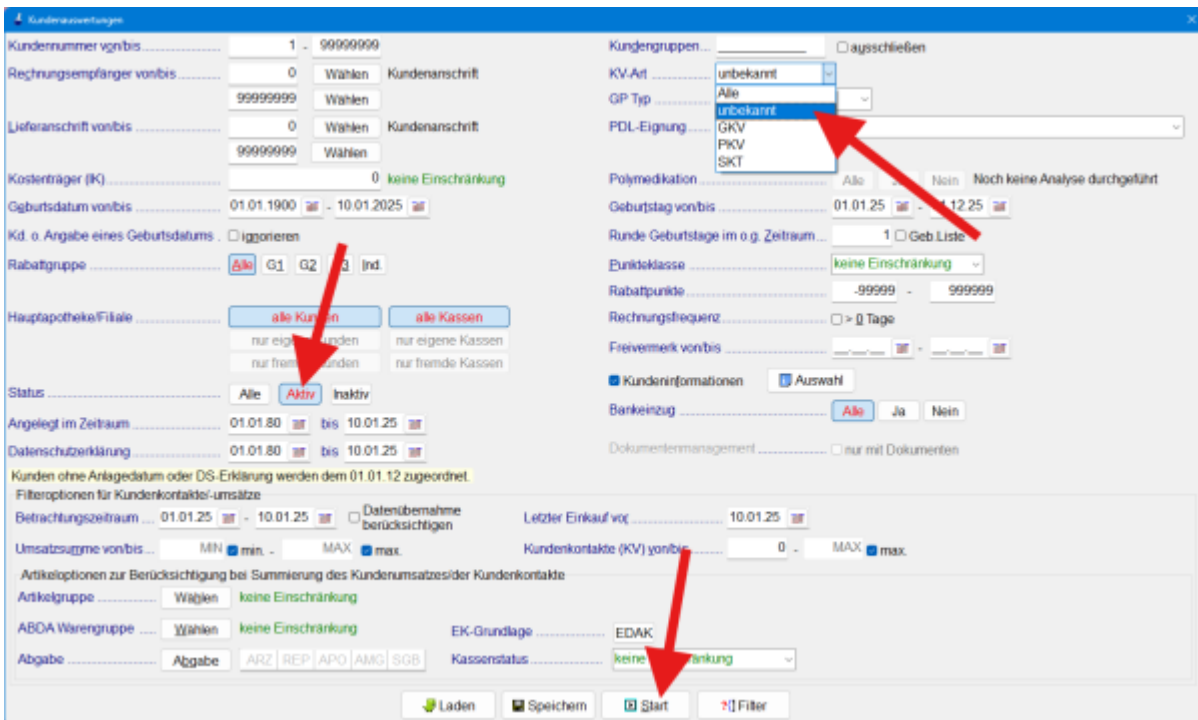 Kundenauswertungen
Kundennummer von/bis 1 - 99999999
Rechnungsempfänger von/bis 0 Wählen Kundenanschrift
99999999 Wählen
Lieferanschrift von/bis 0 Wählen Kundenanschrift
99999999 Wählen
Kostenträger (IK) 0 keine Einschränkung
Geburtsdatum von/bis 01.01.1900 - 10.01.2025
Kd. o. Angabe eines Geburtsdatums . ignorieren
Rabattgruppe Alle G1 G2 3 Ind.
Hauptapotheke/Filiale alle Kunden alle Kassen
nur eigene Kassen
nur fremde Kassen
Status Alle Aktiv Inaktiv
Angelegt im Zeitraum 01.01.80 bis 10.01.25
Datenschutzerklärung 01.01.80 bis 10.01.25
Kunden ohne Anlagedatum oder DS-Erklärung werden dem 01.01.12 zugeordnet.
Kundengruppen... ausschließen
KV-Art unbekannt
Alle
unbekannt
GKV
PKV
SKT
GP Typ
PDL-Eignung
Polymedikation Alle Nein Noch keine Analyse durchgeführt
Geburtstag von/bis 01.01.25 - .12.25
Runde Geburtstage im o.g. Zeitraum... 1 Geb.Liste
Punkteklasse keine Einschränkung
Rabattpunkte -99999 - 999999
Rechnungsfrequenz > 0 Tage
Freivermerk von/bis
Kundeninformationen Auswahl
Bankeinzug Alle Ja Nein
Dokumentenmanagement nur mit Dokumenten
Filteroptionen für Kundenkontakte/-umsätze
Betrachtungszeitraum 01.01.25 - 10.01.25 Datenübernahme berücksichtigen Letzter Einkauf vor 10.01.25
Umsatzsumme von/bis MIN min. - MAX max. Kundenkontakte (KV) von/bis 0 - MAX max.
Artikeloptionen zur Berücksichtigung bei Summierung des Kundenumsatzes/der Kundenkontakte
Artikelgruppe Wählen keine Einschränkung
ABDA Warengruppe Wählen keine Einschränkung EK-Grundlage EDAK
Abgabe Abgabe ARZ REP APO AMG SGB Kassenstatus keine
Laden Speichern Start Filter